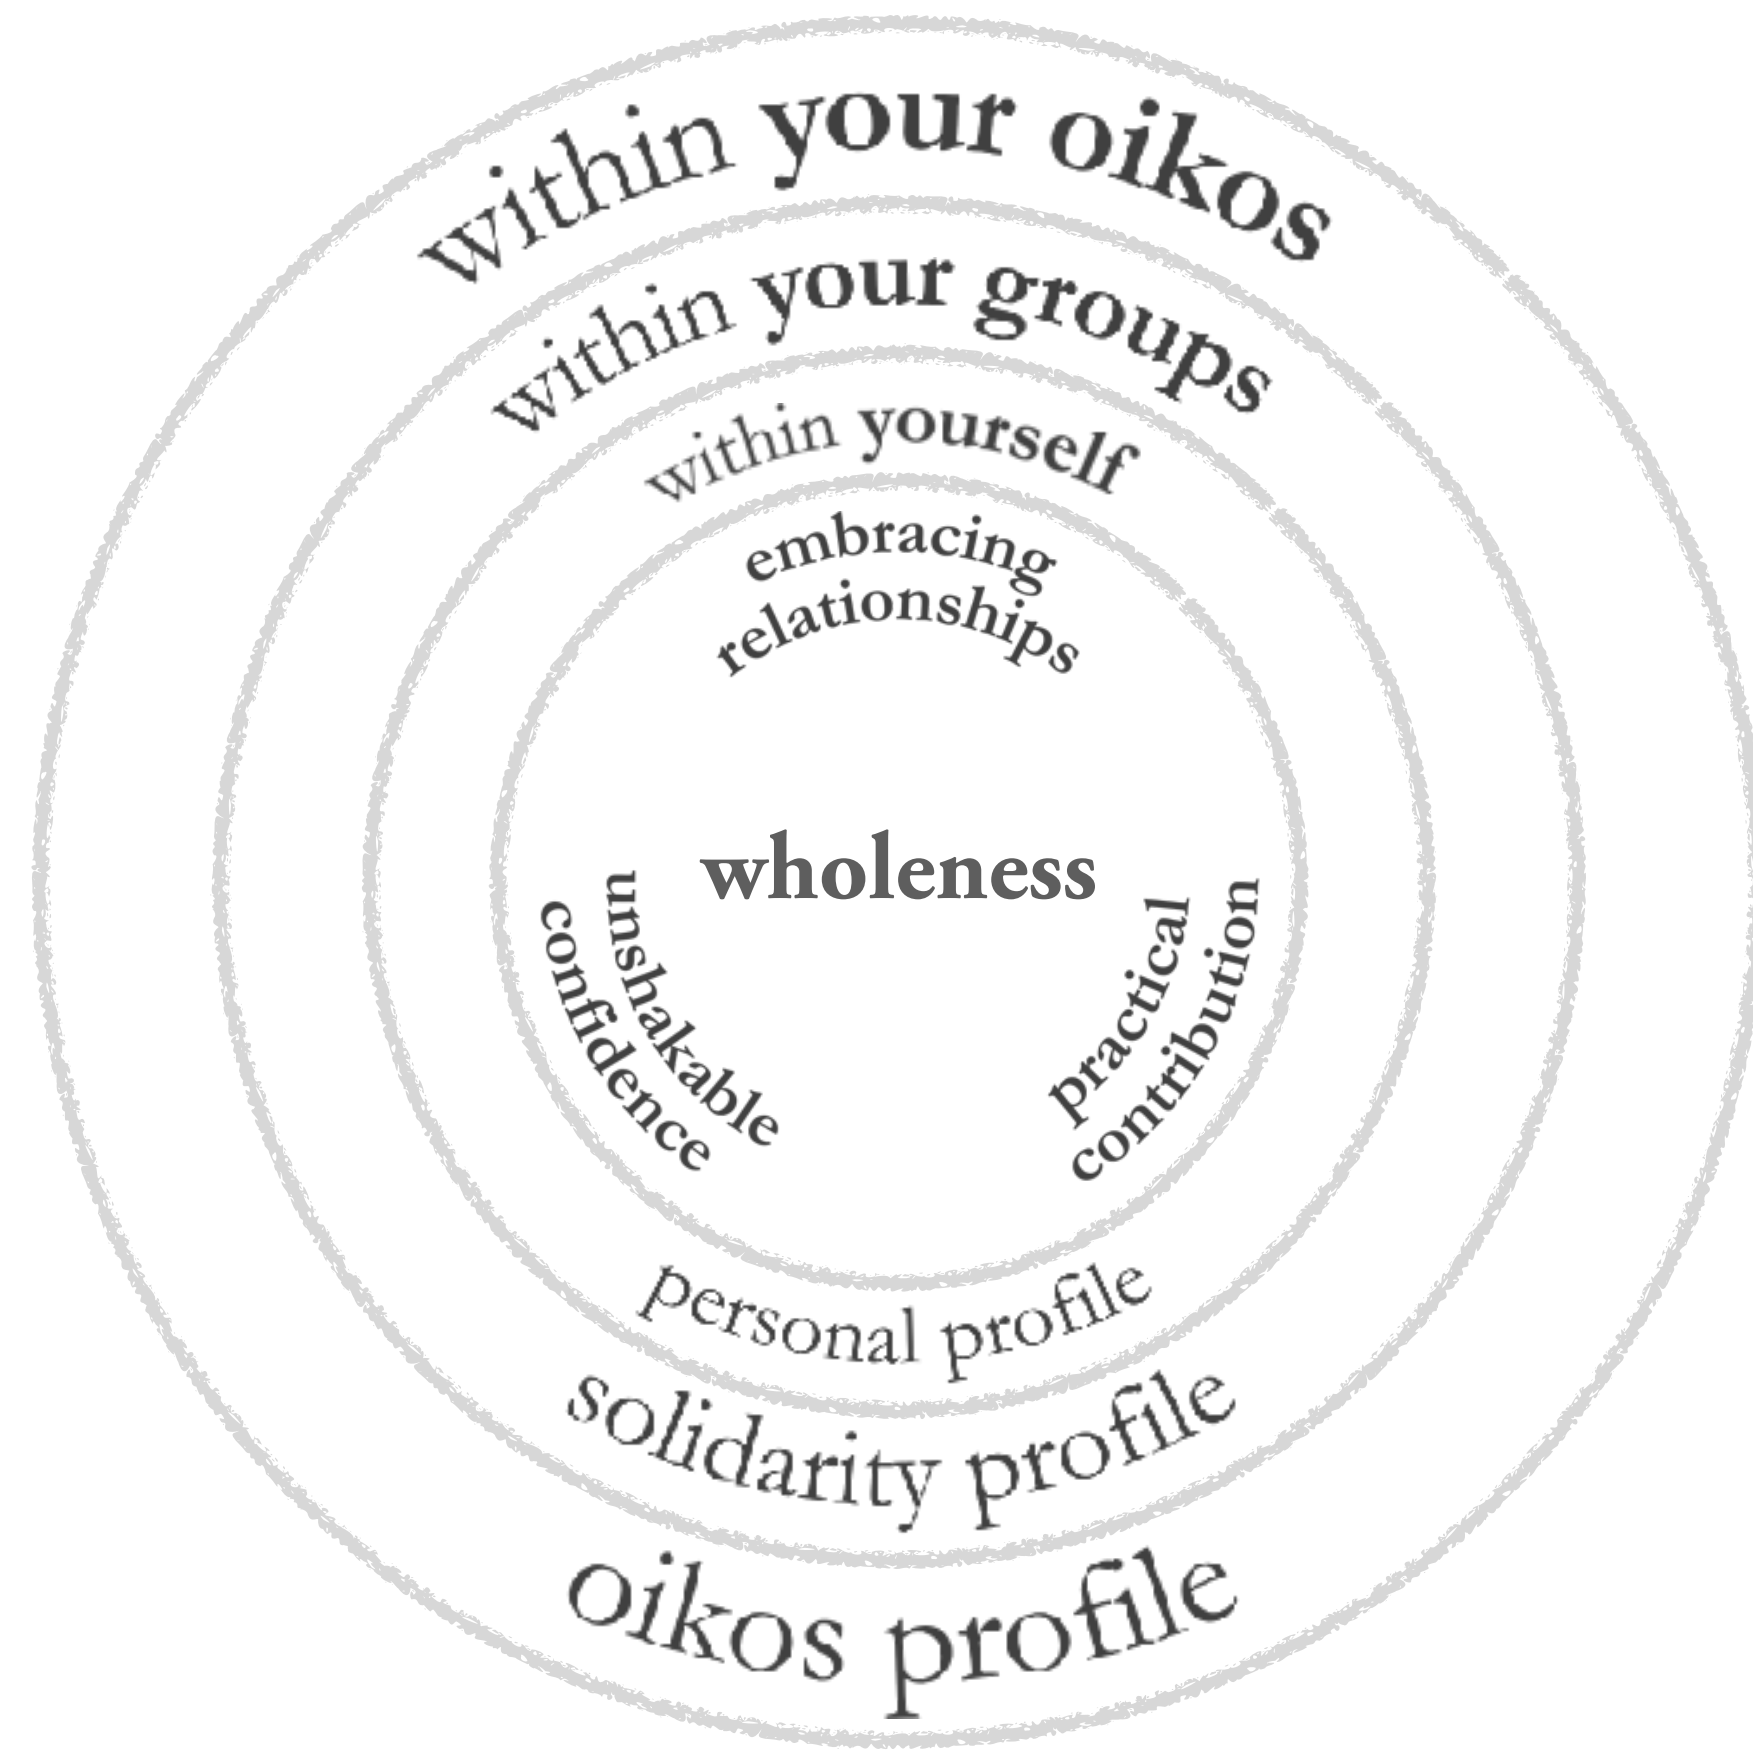 within your oikos
within your groups
within yourself
embracing
relationships
wholeness
unshakable
confidence
practical
contribution
personal profile
solidarity profile
oikos profile